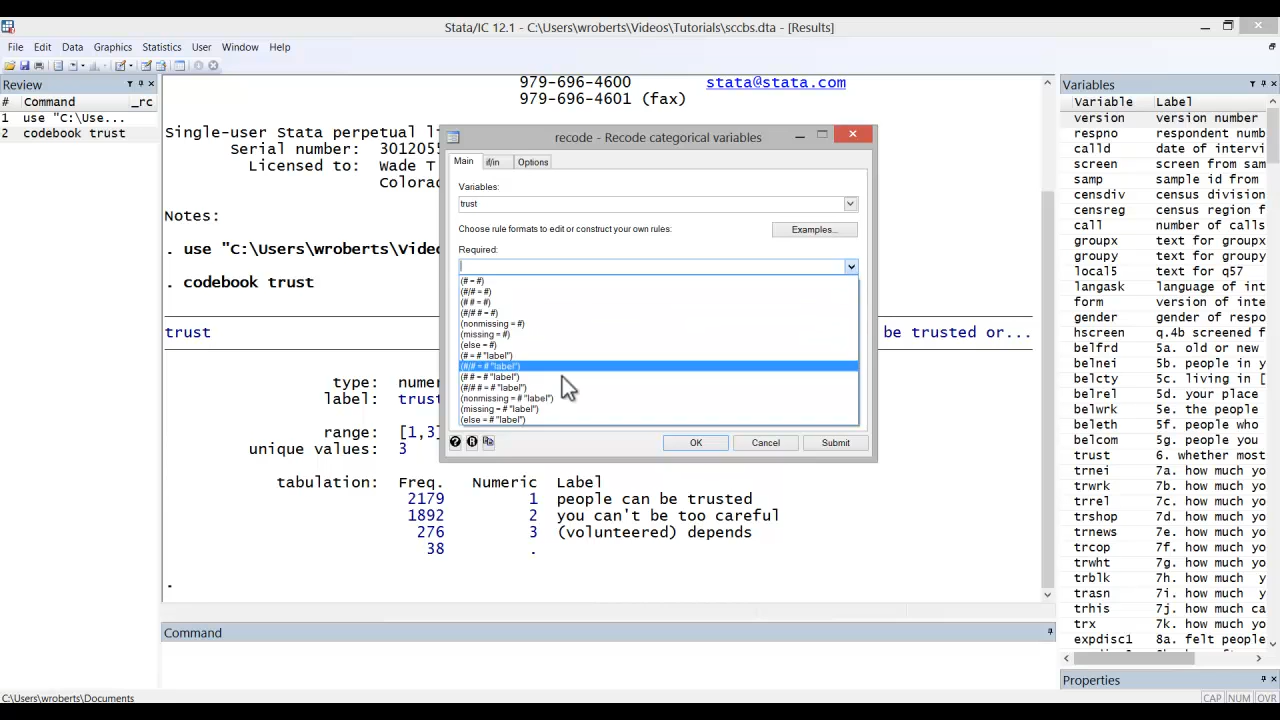 Stata/IC 12.1 - C:\Users\wroberts\Videos\Tutorials\sccbs.dta - [Results]
File Edit Data Graphics Statistics User Window Help
Review
# Command _rc
1 use "C:\Use...
2 codebook trust
979-696-4600 stata@stata.com
979-696-4601 (fax)
Single-user Stata perpetual li
Serial number: 3012055
Licensed to: Wade T
Colora
Notes:
. use "C:\Users\wroberts\Video
. codebook trust
trust be trusted or...
type: nume
label: trust
range: [1,3]
unique values: 3
tabulation: Freq. Numeric Label
2179 1 people can be trusted
1892 2 you can't be too careful
276 3 (volunteered) depends
38 .
.
recode - Recode categorical variables
Main if/in Options
Variables:
trust
Choose rule formats to edit or construct your own rules:
Examples...
Required:
(# = #)
(#/# = #)
(# # = #)
(#/# # = #)
(nonmissing = #)
(missing = #)
(else = #)
(# = # "label")
(#/# = # "label")
(# # = # "label")
(#/# # = # "label")
(nonmissing = # "label")
(missing = # "label")
(else = # "label")
OK Cancel Submit
Command
Variables
Variable Label
version version number
respno respondent numb
calld date of intervi
screen screen from sam
samp sample id from
censdiv census division
censreg census region f
call number of calls
groupx text for groupx
groupy text for groupy
local5 text for q57
langask language of int
form version of inte
gender gender of respo
hscreen q.4b screened f
belfrd 5a. old or new
belnei 5b. people in y
belcty 5c. living in [
belrel 5d. your place
belwrk 5e. the people
beleth 5f. people who
belcom 5g. people you
trust 6. whether most
trnei 7a. how much yo
trwrk 7b. how much yo
trrel 7c. how much yo
trshop 7d. how much yo
trnews 7e. how much yo
trcop 7f. how much yo
trwht 7g. how much yo
trblk 7h. how much y
trasn 7i. how much y
trhis 7j. how much ca
trx 7k. how much yo
expdisc1 8a. felt people
Properties
C:\Users\wroberts\Documents
CAP NUM OVR